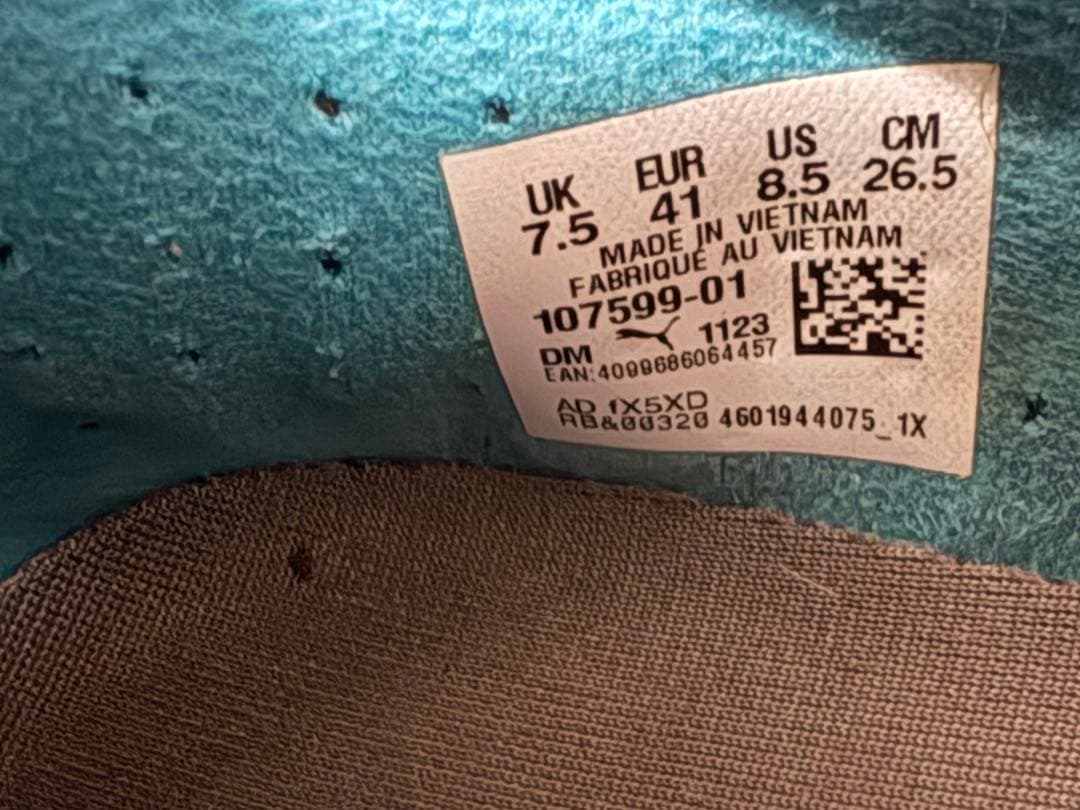 UK EUR US CM
7.5 41 8.5 26.5
MADE IN VIETNAM
FABRIQUÉ AU VIETNAM
107599-01
DM 1123
EAN:4099686064457
AD 1X5XD
RB&00320 4601944075_1X